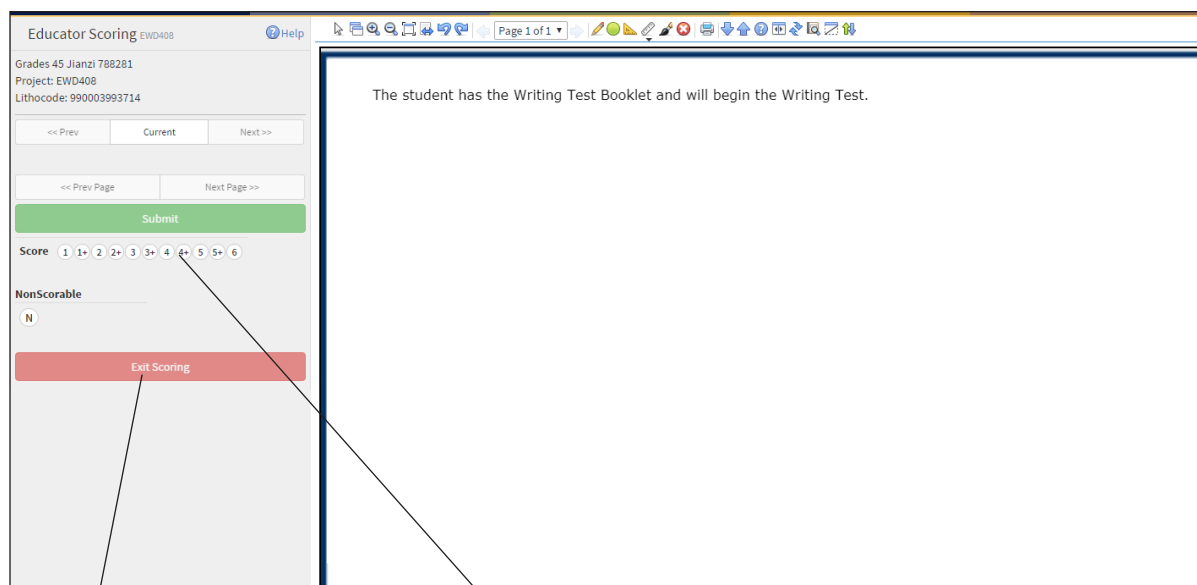 Educator Scoring EWD408
Help
Page 1 of 1
Grades 45 Jianzi 788281
Project: EWD408
Lithocode: 990003993714
<< Prev
Current
Next >>
<< Prev Page
Next Page >>
Submit
Score 1 1+ 2 2+ 3 3+ 4 4+ 5 5+ 6
NonScorable
N
Exit Scoring
The student has the Writing Test Booklet and will begin the Writing Test.